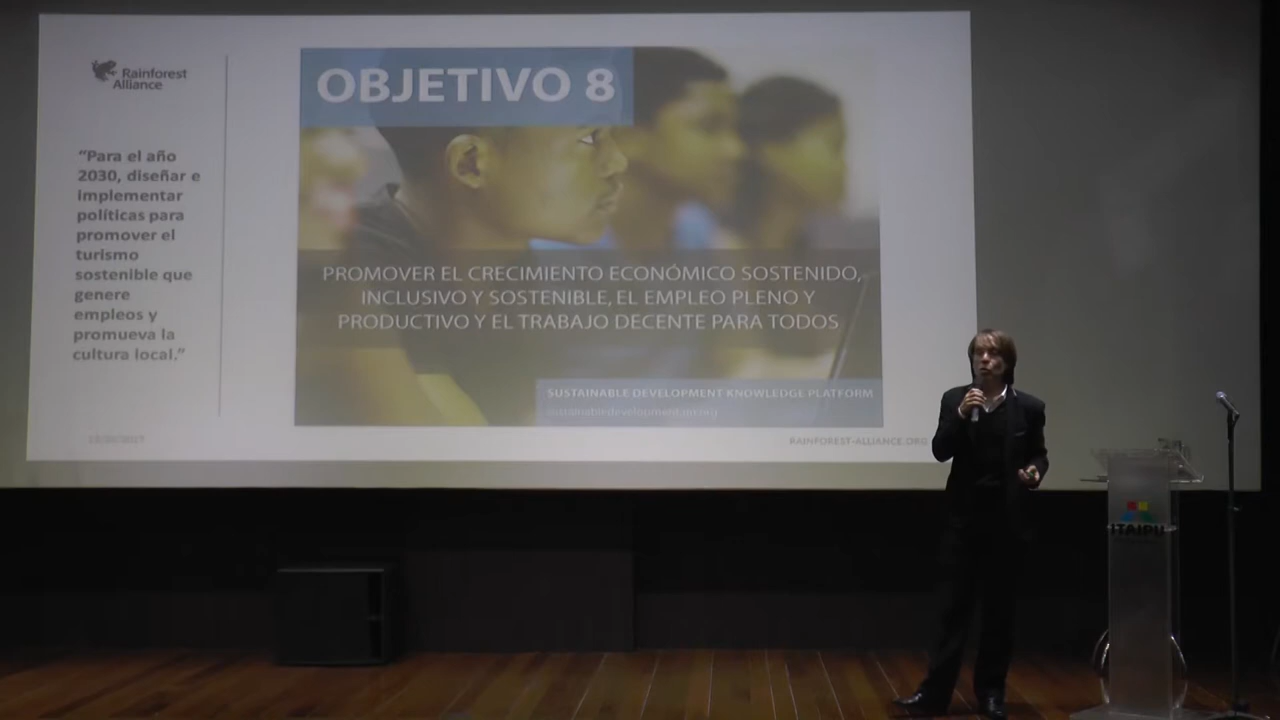 Rainforest
Alliance
“Para el año
2030, diseñar e
implementar
políticas para
promover el
turismo
sostenible que
genere
empleos y
promueva la
cultura local.”
OBJETIVO 8
PROMOVER EL CRECIMIENTO ECONÓMICO SOSTENIDO,
INCLUSIVO Y SOSTENIBLE, EL EMPLEO PLENO Y
PRODUCTIVO Y EL TRABAJO DECENTE PARA TODOS
SUSTAINABLE DEVELOPMENT KNOWLEDGE PLATFORM
RAINFOREST-ALLIANCE.ORG
ITAIPU